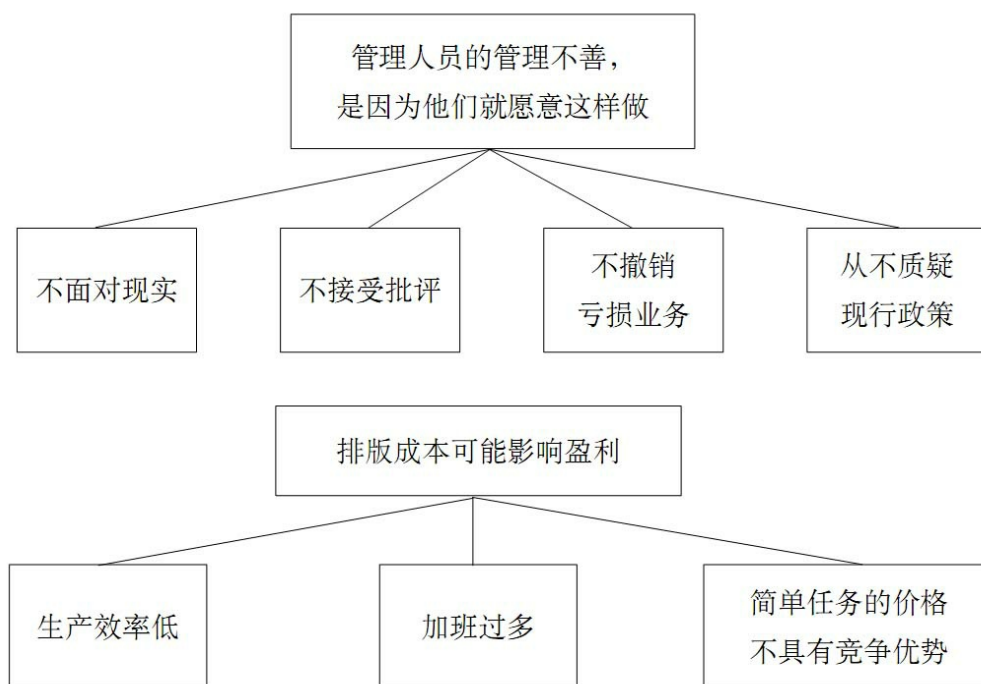 管理人员的管理不善，
是因为他们就愿意这样做
不面对现实
不接受批评
不撤销
亏损业务
从不质疑
现行政策
排版成本可能影响盈利
生产效率低
加班过多
简单任务的价格
不具有竞争优势